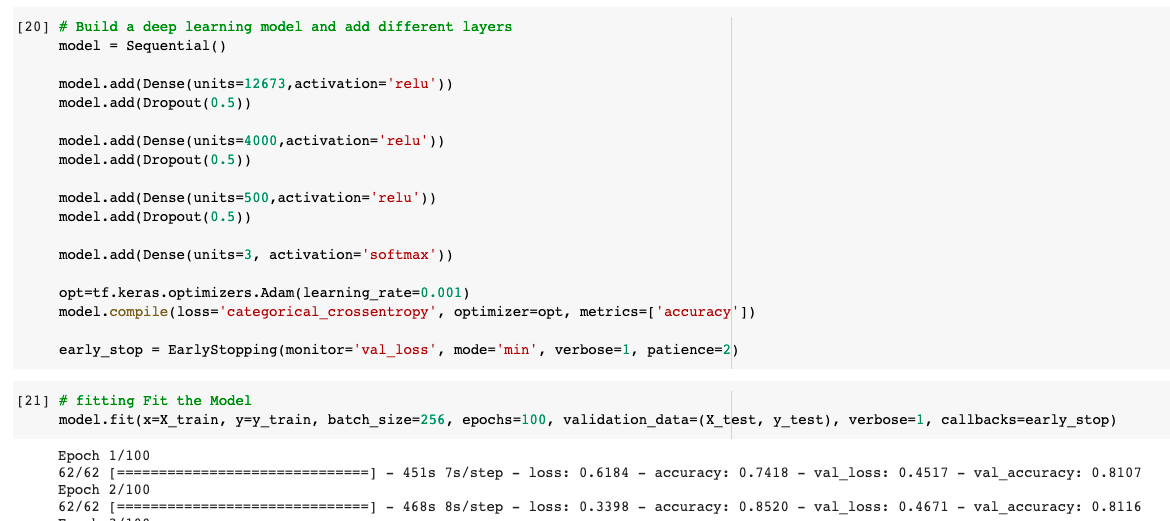 [20] # Build a deep learning model and add different layers
model = Sequential()
model.add(Dense(units=12673,activation='relu'))
model.add(Dropout(0.5))
model.add(Dense(units=4000,activation='relu'))
model.add(Dropout(0.5))
model.add(Dense(units=500,activation='relu'))
model.add(Dropout(0.5))
model.add(Dense(units=3, activation='softmax'))
opt=tf.keras.optimizers.Adam(learning_rate=0.001)
model.compile(loss='categorical_crossentropy', optimizer=opt, metrics=['accuracy'])
early_stop = EarlyStopping(monitor='val_loss', mode='min', verbose=1, patience=2)
[21] # fitting Fit the Model
model.fit(x=X_train, y=y_train, batch_size=256, epochs=100, validation_data=(X_test, y_test), verbose=1, callbacks=early_stop)
Epoch 1/100
62/62 [==============================] - 451s 7s/step - loss: 0.6184 - accuracy: 0.7418 - val_loss: 0.4517 - val_accuracy: 0.8107
Epoch 2/100
62/62 [==============================] - 468s 8s/step - loss: 0.3398 - accuracy: 0.8520 - val_loss: 0.4671 - val_accuracy: 0.8116